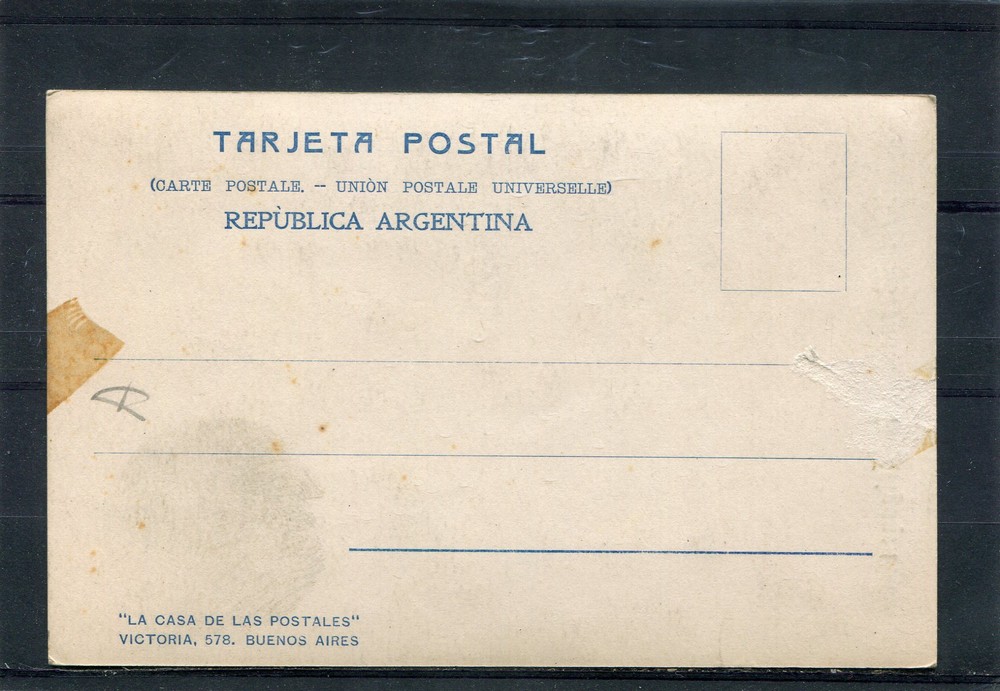 TARJETA POSTAL
(CARTE POSTALE. -- UNIÒN POSTALE UNIVERSELLE)
REPÙBLICA ARGENTINA
"LA CASA DE LAS POSTALES"
VICTORIA, 578. BUENOS AIRES